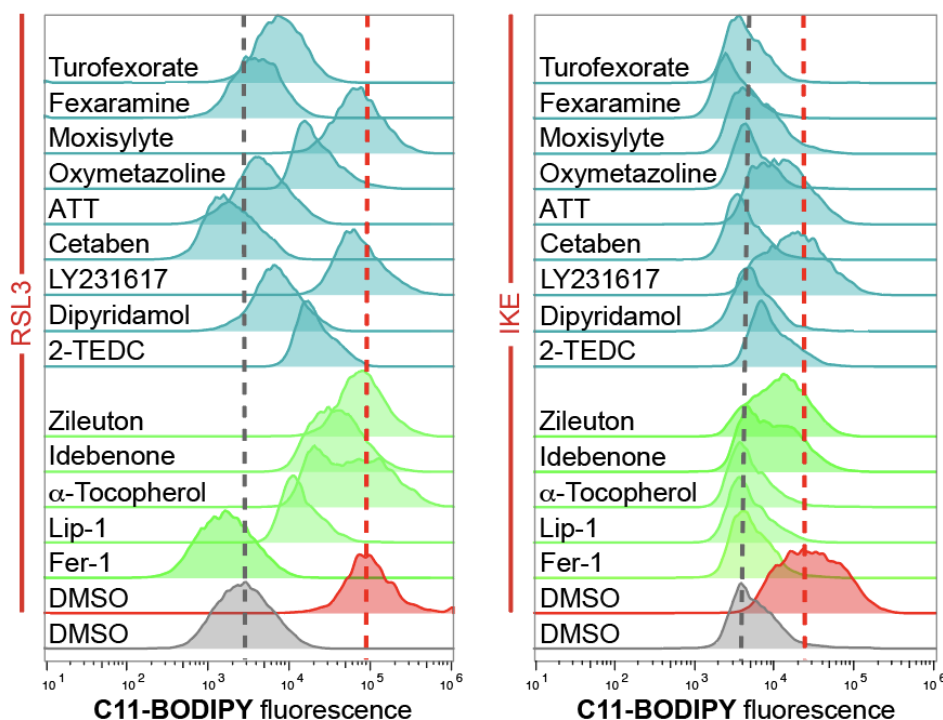 RSL3
Turofexorate
Fexaramine
Moxisylyte
Oxymetazoline
ATT
Cetaben
LY231617
Dipyridamol
2-TEDC
Zileuton
Idebenone
α-Tocopherol
Lip-1
Fer-1
DMSO
DMSO
10¹ 10² 10³ 10⁴ 10⁵ 10⁶
C11-BODIPY fluorescence
IKE
Turofexorate
Fexaramine
Moxisylyte
Oxymetazoline
ATT
Cetaben
LY231617
Dipyridamol
2-TEDC
Zileuton
Idebenone
α-Tocopherol
Lip-1
Fer-1
DMSO
DMSO
10¹ 10² 10³ 10⁴ 10⁵ 10⁶
C11-BODIPY fluorescence